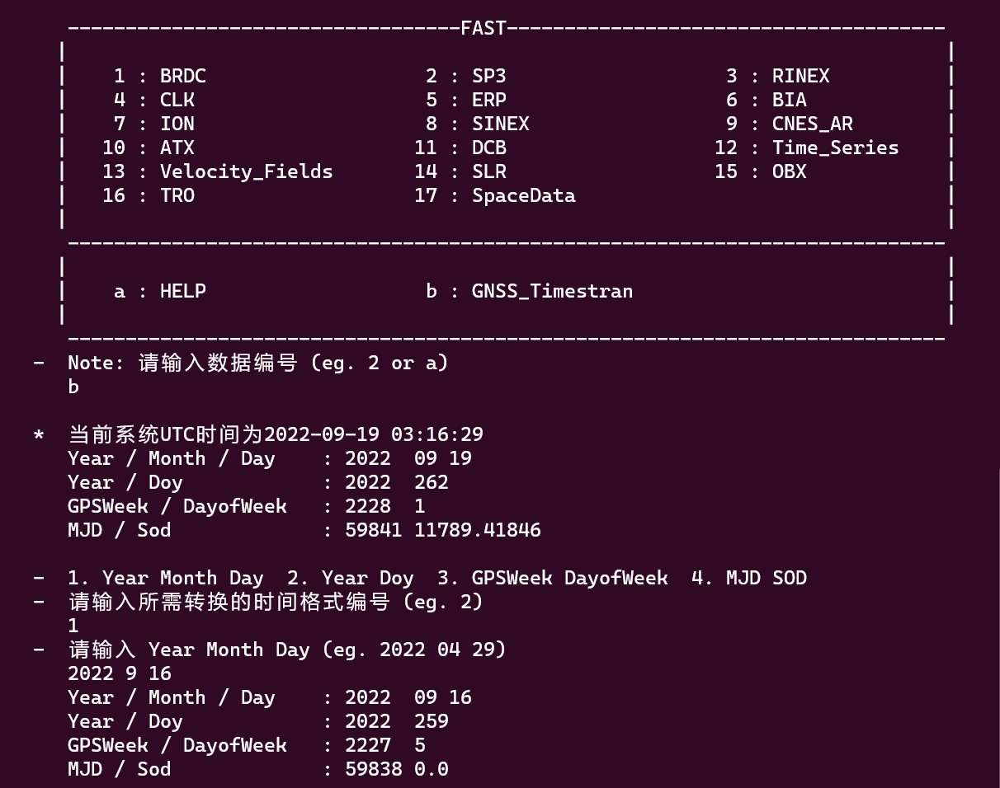 ----------------------------------FAST--------------------------------------
|                                                                            |
|    1 : BRDC                   2 : SP3                   3 : RINEX          |
|    4 : CLK                    5 : ERP                   6 : BIA            |
|    7 : ION                    8 : SINEX                 9 : CNES_AR        |
|   10 : ATX                   11 : DCB                  12 : Time_Series    |
|   13 : Velocity_Fields       14 : SLR                  15 : OBX            |
|   16 : TRO                   17 : SpaceData                                |
|                                                                            |
----------------------------------------------------------------------------
|                                                                            |
|    a : HELP                   b : GNSS_Timestran                           |
|                                                                            |
----------------------------------------------------------------------------
-  Note: 请输入数据编号 (eg. 2 or a)
   b
*  当前系统UTC时间为2022-09-19 03:16:29
   Year / Month / Day    : 2022  09 19
   Year / Doy            : 2022  262
   GPSWeek / DayofWeek   : 2228  1
   MJD / Sod             : 59841 11789.41846
-  1. Year Month Day  2. Year Doy  3. GPSWeek DayofWeek  4. MJD SOD
-  请输入所需转换的时间格式编号 (eg. 2)
   1
-  请输入 Year Month Day (eg. 2022 04 29)
   2022 9 16
   Year / Month / Day    : 2022  09 16
   Year / Doy            : 2022  259
   GPSWeek / DayofWeek   : 2227  5
   MJD / Sod             : 59838 0.0